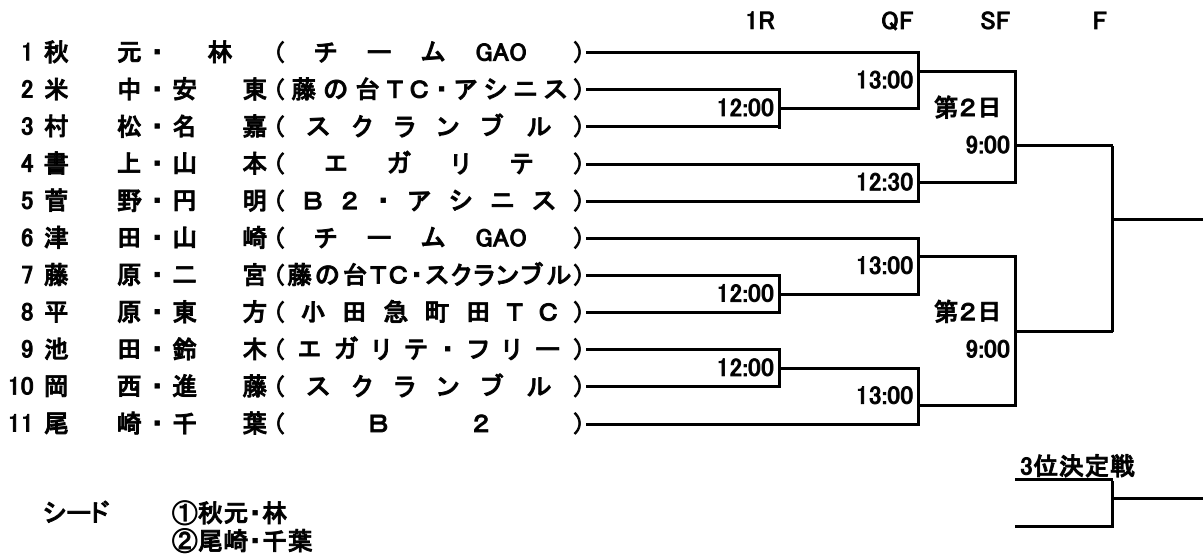 1R QF SF F
1 秋 元・ 林 ( チ ー ム GAO )
13:00
2 米 中・安 東(藤の台TC・アシニス)
12:00 第2日
3 村 松・名 嘉( ス ク ラ ン ブ ル )
9:00
4 書 上・山 本( エ ガ リ テ )
12:30
5 菅 野・円 明( B 2 ・ ア シ ニ ス )
6 津 田・山 崎( チ ー ム GAO )
13:00
7 藤 原・二 宮(藤の台TC・スクランブル)
12:00
8 平 原・東 方( 小 田 急 町 田 T C )
第2日
9 池 田・鈴 木( エ ガ リ テ ・ フ リ ー )
9:00
12:00
10 岡 西・進 藤( ス ク ラ ン ブ ル )
13:00
11 尾 崎・千 葉( B 2 )
3位決定戦
シード ①秋元・林
②尾崎・千葉